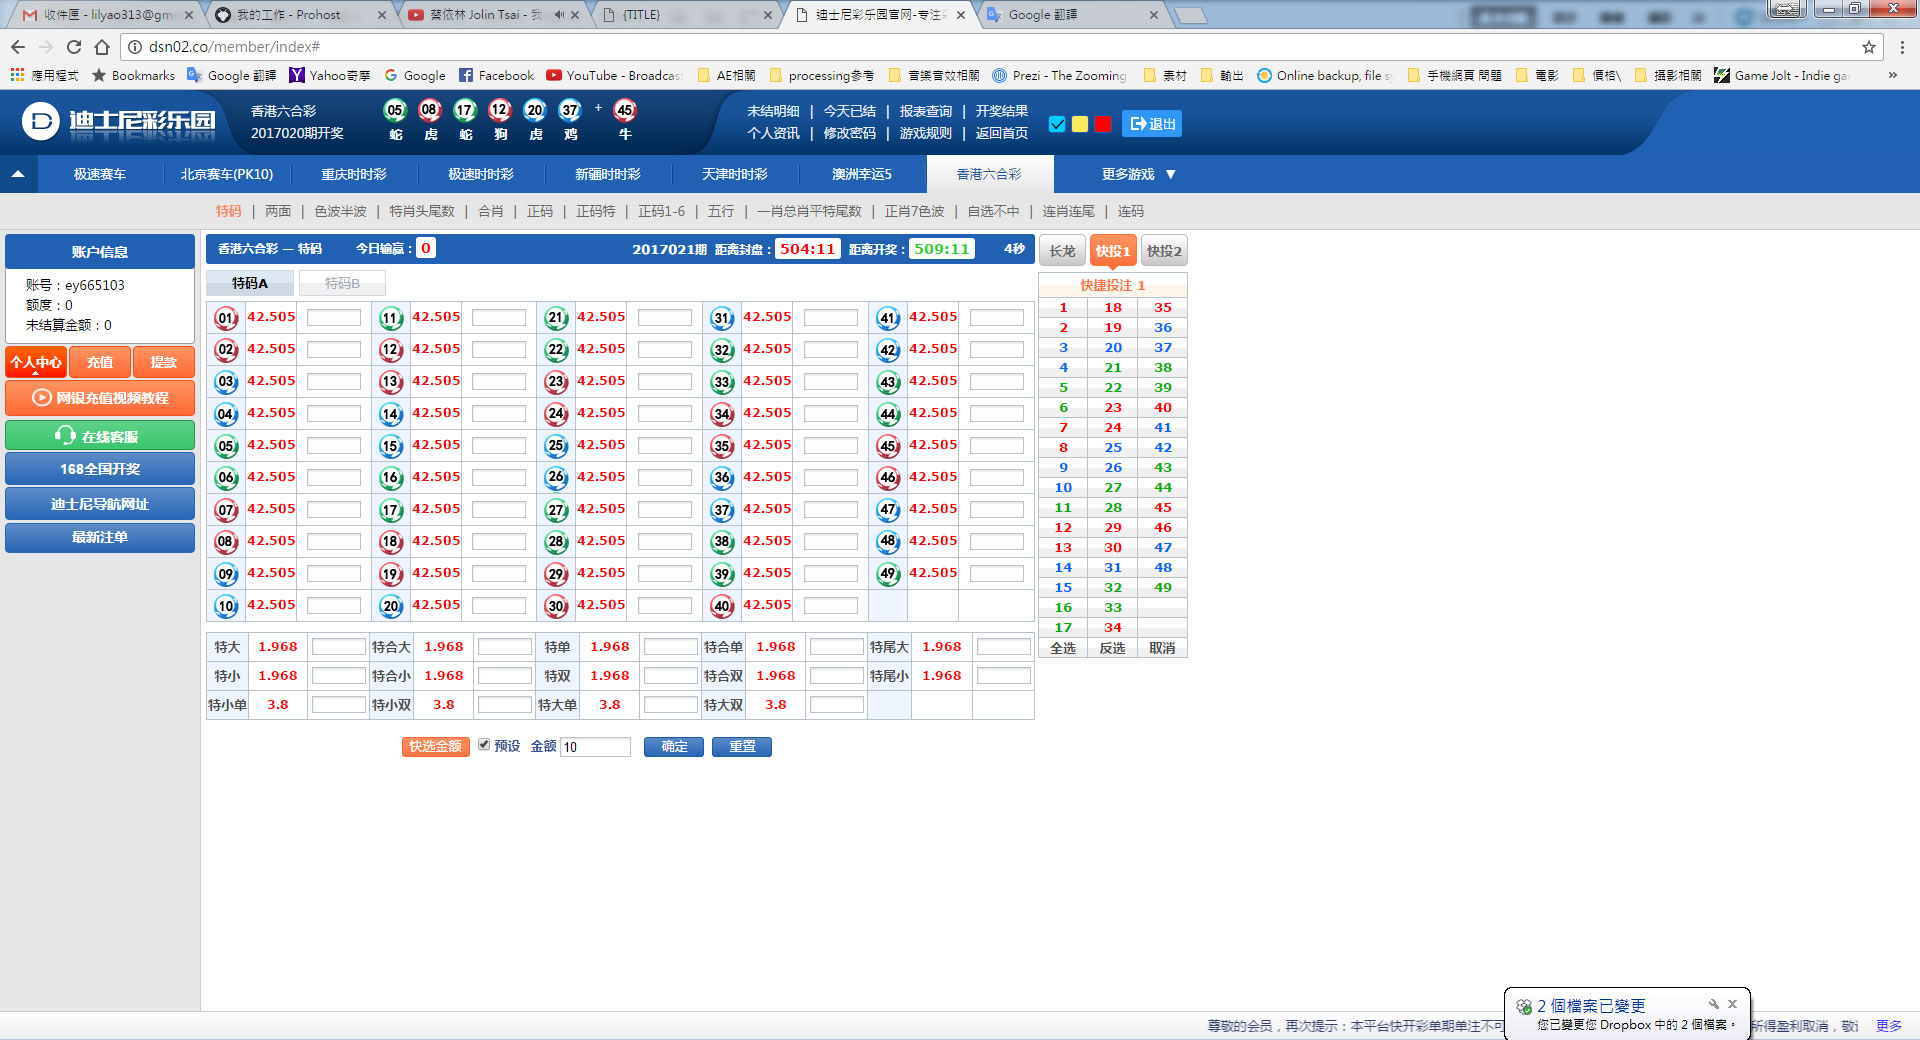 收件匣 - lilyao313@gm
我的工作 - Prohost
蔡依林 Jolin Tsai - 我
{TITLE}
迪士尼彩乐园官网-专注
Google 翻譯
dsn02.co/member/index#
應用程式 Bookmarks Google 翻譯 Yahoo奇摩 Google Facebook YouTube - Broadcast AE相關 processing參考 音樂音效相關 Prezi - The Zooming 素材 輸出 Online backup, file sy 手機網頁 問題 電影 價格\ 攝影相關 Game Jolt - Indie ga »
D 迪士尼彩乐园
香港六合彩
2017020期开奖
05 08 17 12 20 37 + 45
蛇 虎 蛇 狗 虎 鸡 牛
未结明细 | 今天已结 | 报表查询 | 开奖结果
个人资讯 | 修改密码 | 游戏规则 | 返回首页
退出
极速赛车 北京赛车(PK10) 重庆时时彩 极速时时彩 新疆时时彩 天津时时彩 澳洲幸运5 香港六合彩 更多游戏 ▼
特码 | 两面 | 色波半波 | 特肖头尾数 | 合肖 | 正码 | 正码特 | 正码1-6 | 五行 | 一肖总肖平特尾数 | 正肖7色波 | 自选不中 | 连肖连尾 | 连码
账户信息
账号：ey665103
额度：0
未结算金额：0
个人中心 充值 提款
网银充值视频教程
在线客服
168全国开奖
迪士尼导航网址
最新注单
香港六合彩 — 特码 今日输赢：0 2017021期 距离封盘：504:11 距离开奖：509:11 4秒
特码A 特码B
01 42.505 11 42.505 21 42.505 31 42.505 41 42.505
02 42.505 12 42.505 22 42.505 32 42.505 42 42.505
03 42.505 13 42.505 23 42.505 33 42.505 43 42.505
04 42.505 14 42.505 24 42.505 34 42.505 44 42.505
05 42.505 15 42.505 25 42.505 35 42.505 45 42.505
06 42.505 16 42.505 26 42.505 36 42.505 46 42.505
07 42.505 17 42.505 27 42.505 37 42.505 47 42.505
08 42.505 18 42.505 28 42.505 38 42.505 48 42.505
09 42.505 19 42.505 29 42.505 39 42.505 49 42.505
10 42.505 20 42.505 30 42.505 40 42.505
特大 1.968 特合大 1.968 特单 1.968 特合单 1.968 特尾大 1.968
特小 1.968 特合小 1.968 特双 1.968 特合双 1.968 特尾小 1.968
特小单 3.8 特小双 3.8 特大单 3.8 特大双 3.8
快选金额 预设 金额 10 确定 重置
长龙 快投1 快投2
快捷投注 1
1 18 35
2 19 36
3 20 37
4 21 38
5 22 39
6 23 40
7 24 41
8 25 42
9 26 43
10 27 44
11 28 45
12 29 46
13 30 47
14 31 48
15 32 49
16 33
17 34
全选 反选 取消
2 個檔案已變更
您已變更您 Dropbox 中的 2 個檔案。
尊敬的会员，再次提示：本平台快开彩单期单注不可
所得盈利取消，敬
更多